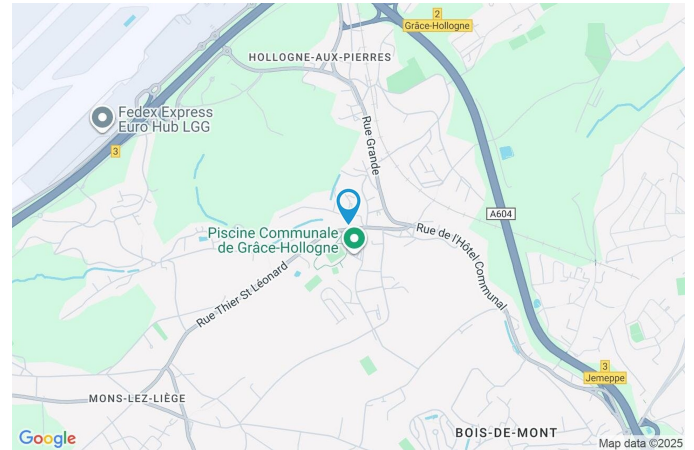 2
Grâce-Hollogne
HOLLOGNE-AUX-PIERRES
Fedex Express
Euro Hub LGG
3
Rue Grande
A604
Piscine Communale
de Grâce-Hollogne
Rue de l'Hôtel Communal
Rue Thier St Léonard
3
Jemeppe
MONS-LEZ-LIÈGE
BOIS-DE-MONT
Google
Map data ©2025